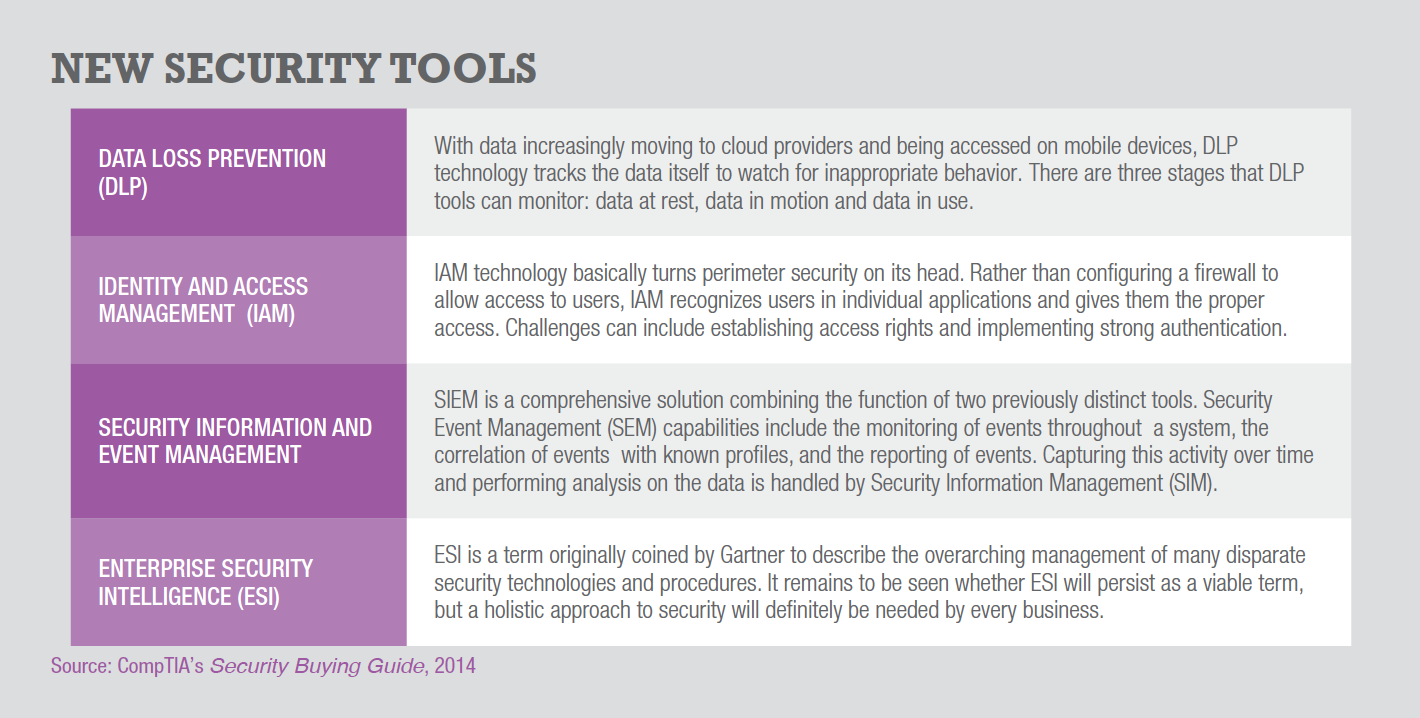 NEW SECURITY TOOLS
DATA LOSS PREVENTION
(DLP)
With data increasingly moving to cloud providers and being accessed on mobile devices, DLP
technology tracks the data itself to watch for inappropriate behavior. There are three stages that DLP
tools can monitor: data at rest, data in motion and data in use.
IDENTITY AND ACCESS
MANAGEMENT (IAM)
IAM technology basically turns perimeter security on its head. Rather than configuring a firewall to
allow access to users, IAM recognizes users in individual applications and gives them the proper
access. Challenges can include establishing access rights and implementing strong authentication.
SECURITY INFORMATION AND
EVENT MANAGEMENT
SIEM is a comprehensive solution combining the function of two previously distinct tools. Security
Event Management (SEM) capabilities include the monitoring of events throughout a system, the
correlation of events with known profiles, and the reporting of events. Capturing this activity over time
and performing analysis on the data is handled by Security Information Management (SIM).
ENTERPRISE SECURITY
INTELLIGENCE (ESI)
ESI is a term originally coined by Gartner to describe the overarching management of many disparate
security technologies and procedures. It remains to be seen whether ESI will persist as a viable term,
but a holistic approach to security will definitely be needed by every business.
Source: CompTIA's Security Buying Guide, 2014